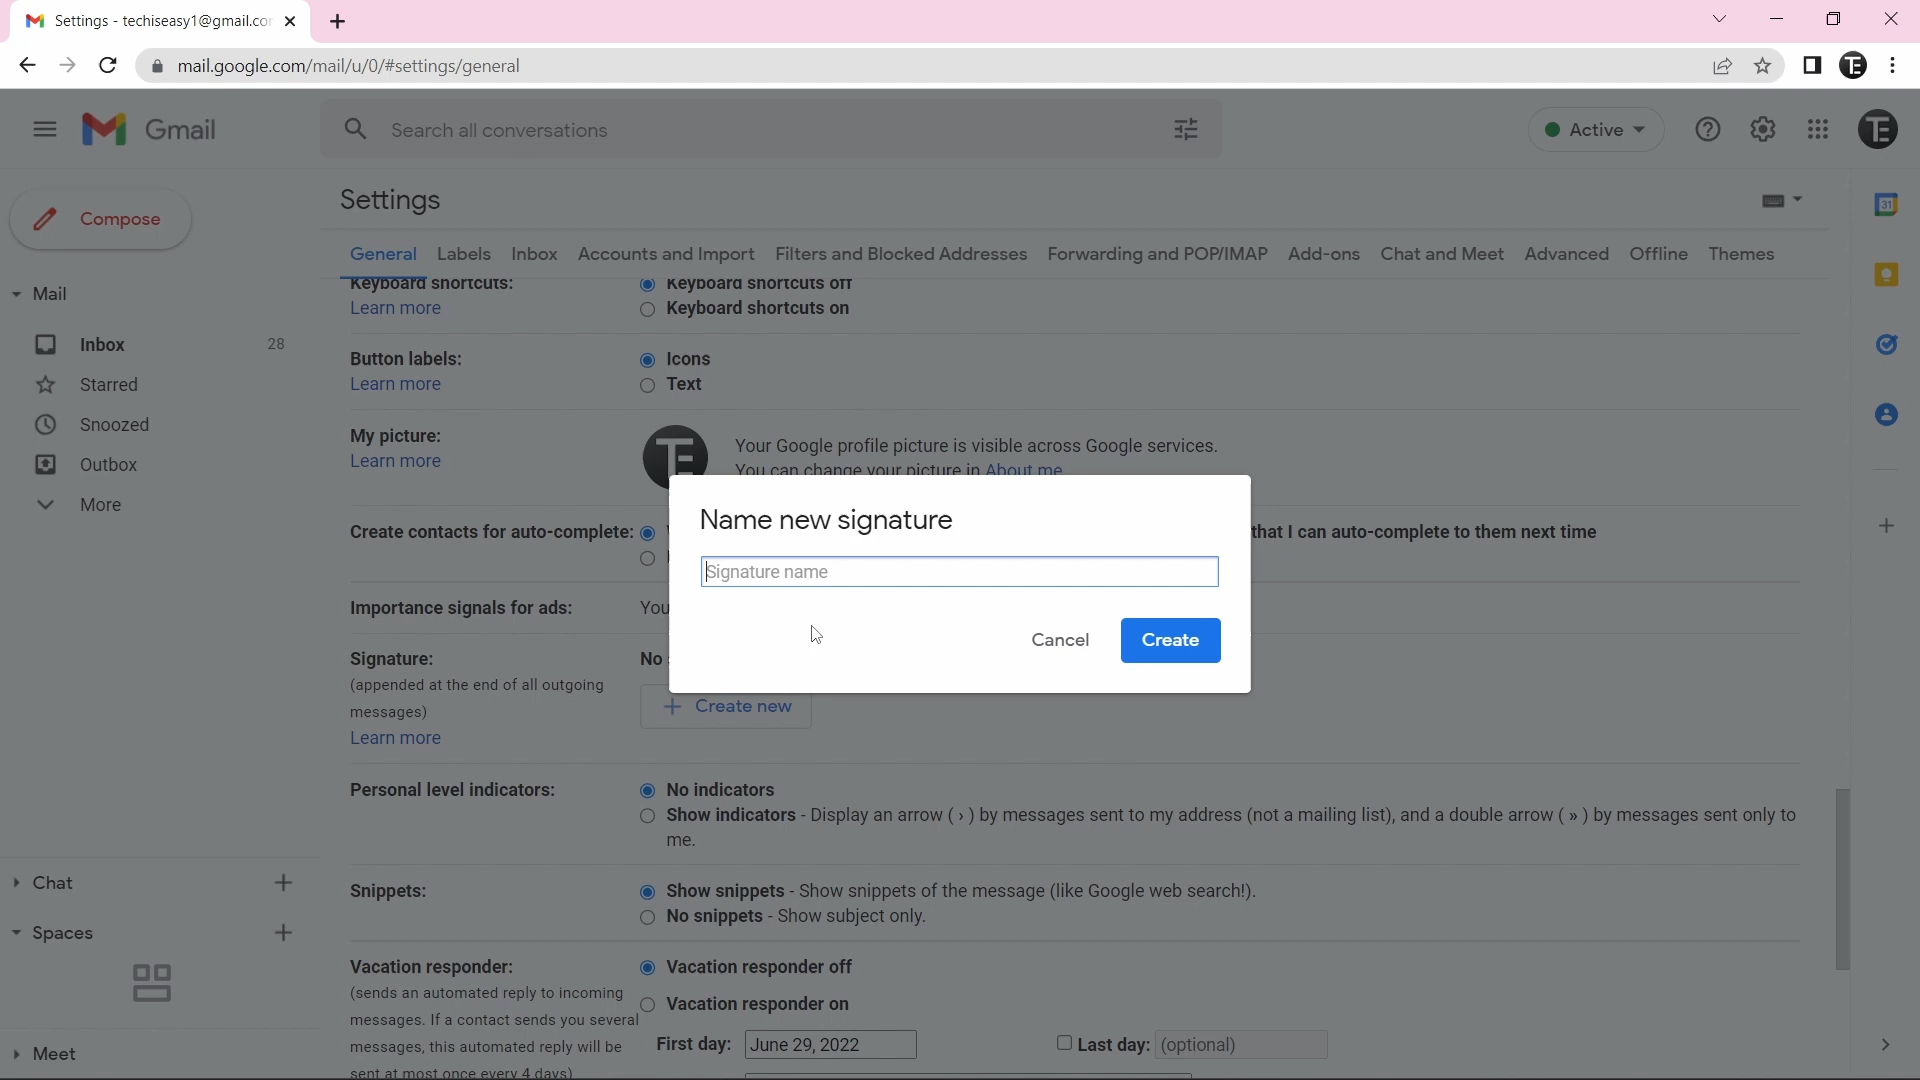 Settings - techiseasy1@gmail.co
mail.google.com/mail/u/0/#settings/general
TE
Gmail
Search all conversations
Active
TE
Compose
Mail
Inbox 28
Starred
Snoozed
Outbox
More
Chat
Spaces
Meet
Settings
General Labels Inbox Accounts and Import Filters and Blocked Addresses Forwarding and POP/IMAP Add-ons Chat and Meet Advanced Offline Themes
31
Keyboard shortcuts: Keyboard shortcuts off
Learn more Keyboard shortcuts on
Button labels: Icons
Learn more Text
My picture: TE Your Google profile picture is visible across Google services.
Learn more You can change your picture in About me.
Create contacts for auto-complete: that I can auto-complete to them next time
Name new signature
Signature name
Cancel Create
Importance signals for ads: You
Signature: No
(appended at the end of all outgoing
messages) Create new
Learn more
Personal level indicators: No indicators
Show indicators - Display an arrow ( › ) by messages sent to my address (not a mailing list), and a double arrow ( » ) by messages sent only to
me.
Snippets: Show snippets - Show snippets of the message (like Google web search!).
No snippets - Show subject only.
Vacation responder: Vacation responder off
(sends an automated reply to incoming Vacation responder on
messages. If a contact sends you several
messages, this automated reply will be First day: June 29, 2022 Last day: (optional)
sent at most once every 4 days)